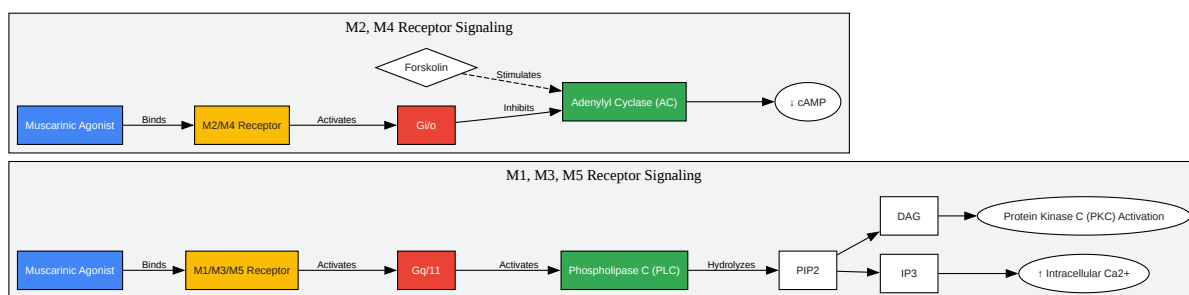 M2, M4 Receptor Signaling
Forskolin
Stimulates
Muscarinic Agonist
Binds
M2/M4 Receptor
Activates
Gi/o
Inhibits
Adenylyl Cyclase (AC)
↓ cAMP
M1, M3, M5 Receptor Signaling
Muscarinic Agonist
Binds
M1/M3/M5 Receptor
Activates
Gq/11
Activates
Phospholipase C (PLC)
Hydrolyzes
PIP2
DAG
Protein Kinase C (PKC) Activation
IP3
↑ Intracellular Ca2+